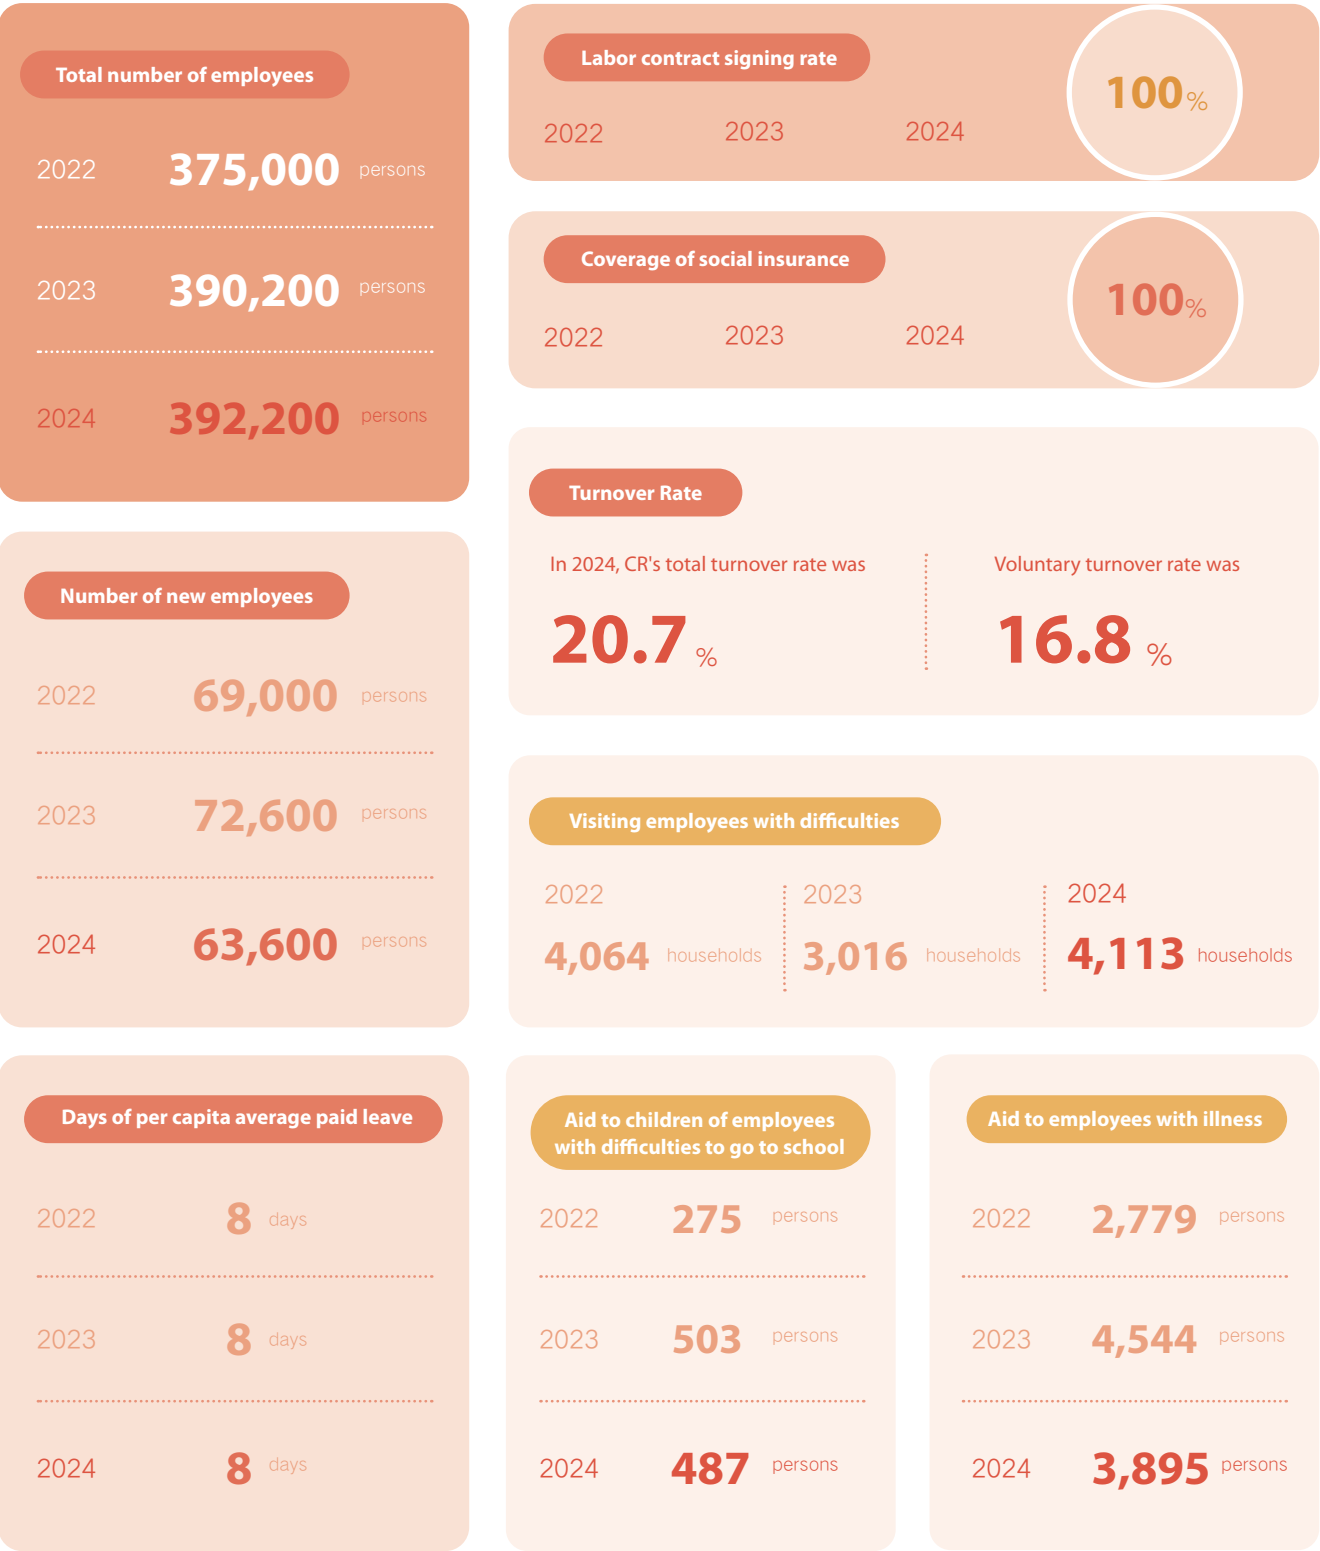 Total number of employees
2022 375,000 persons
2023 390,200 persons
2024 392,200 persons
Labor contract signing rate
2022 2023 2024
100%
Coverage of social insurance
2022 2023 2024
100%
Turnover Rate
In 2024, CR's total turnover rate was
20.7 %
Voluntary turnover rate was
16.8 %
Number of new employees
2022 69,000 persons
2023 72,600 persons
2024 63,600 persons
Visiting employees with difficulties
2022
4,064 households
2023
3,016 households
2024
4,113 households
Days of per capita average paid leave
2022 8 days
2023 8 days
2024 8 days
Aid to children of employees
with difficulties to go to school
2022 275 persons
2023 503 persons
2024 487 persons
Aid to employees with illness
2022 2,779 persons
2023 4,544 persons
2024 3,895 persons